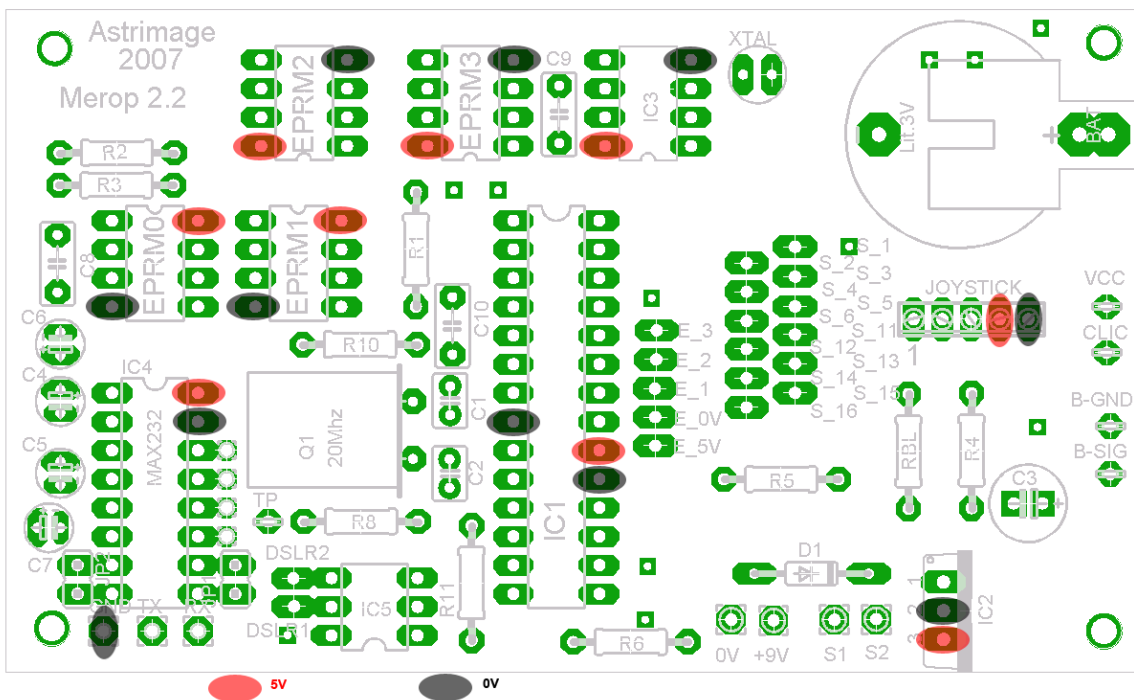 Astrimage
2007
Merop 2.2
EPRM2
EPRM3
C9
IC3
XTAL
Lit.3V
+
BAT
R2
R3
EPRM0
EPRM1
R1
C8
C10
C6
C4
C5
C7
IC4
MAX232
R10
Q1
20Mhz
C1
C2
TP
R8
IC1
E_3
E_2
E_1
E_0V
E_5V
S_1
S_2
S_3
S_4
S_5
S_6
S_11
S_12
S_13
S_14
S_15
S_16
JOYSTICK
1
VCC
CLIC
B-GND
B-SIG
RBL
R4
R5
C3
+
D1
1
2
3
IC2
JP2
JP1
GND
TX
RX
DSLR2
DSLR1
IC5
R11
R6
0V
+9V
S1
S2
5V
0V